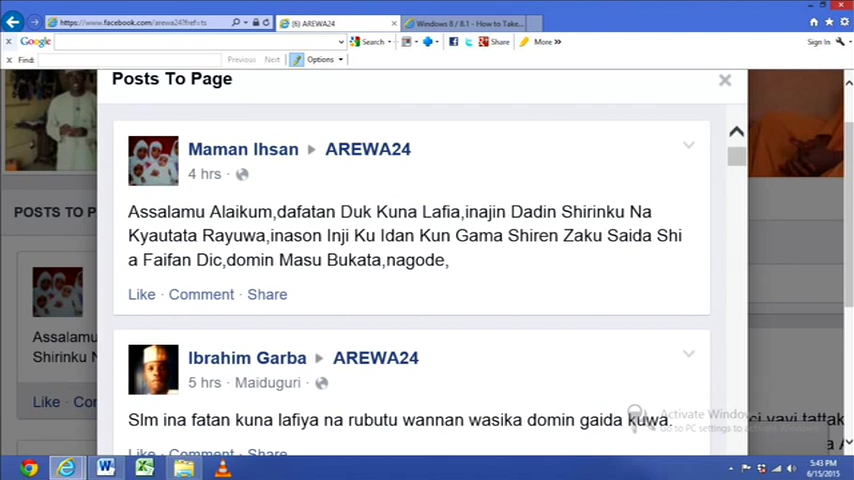 https://www.facebook.com/arewa24?fref=ts
(6) AREWA24
Windows 8 / 8.1 - How to Take...
Google
Search
Share
More >>
Sign In
Find:
Previous Next
Options
Posts To Page
Maman Ihsan ▶ AREWA24
4 hrs ·
Assalamu Alaikum,dafatan Duk Kuna Lafia,inajin Dadin Shirinku Na
Kyautata Rayuwa,inason Inji Ku Idan Kun Gama Shiren Zaku Saida Shi
a Faifan Dic,domin Masu Bukata,nagode,
Like · Comment · Share
Ibrahim Garba ▶ AREWA24
5 hrs · Maiduguri ·
Slm ina fatan kuna lafiya na rubutu wannan wasika domin gaida kuwa.
Like · Comment · Share
POSTS TO P
Assalamu
Shirinku N
Like · Cor
Activate Windows
Go to PC settings to activate Windows.
5:43 PM
6/15/2015